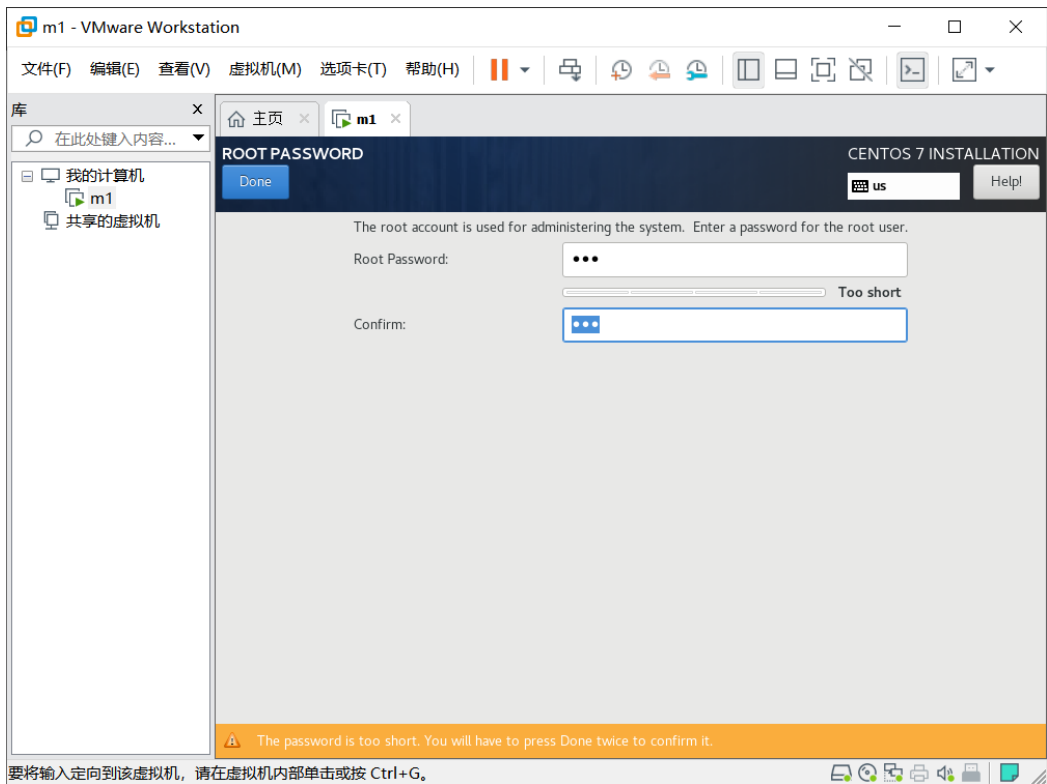 m1 - VMware Workstation
文件(F) 编辑(E) 查看(V) 虚拟机(M) 选项卡(T) 帮助(H)
库
在此处键入内容...
我的计算机
m1
共享的虚拟机
主页
m1
ROOT PASSWORD
CENTOS 7 INSTALLATION
Done
us
Help!
The root account is used for administering the system. Enter a password for the root user.
Root Password: •••
Too short
Confirm: •••
The password is too short. You will have to press Done twice to confirm it.
要将输入定向到该虚拟机，请在虚拟机内部单击或按 Ctrl+G。